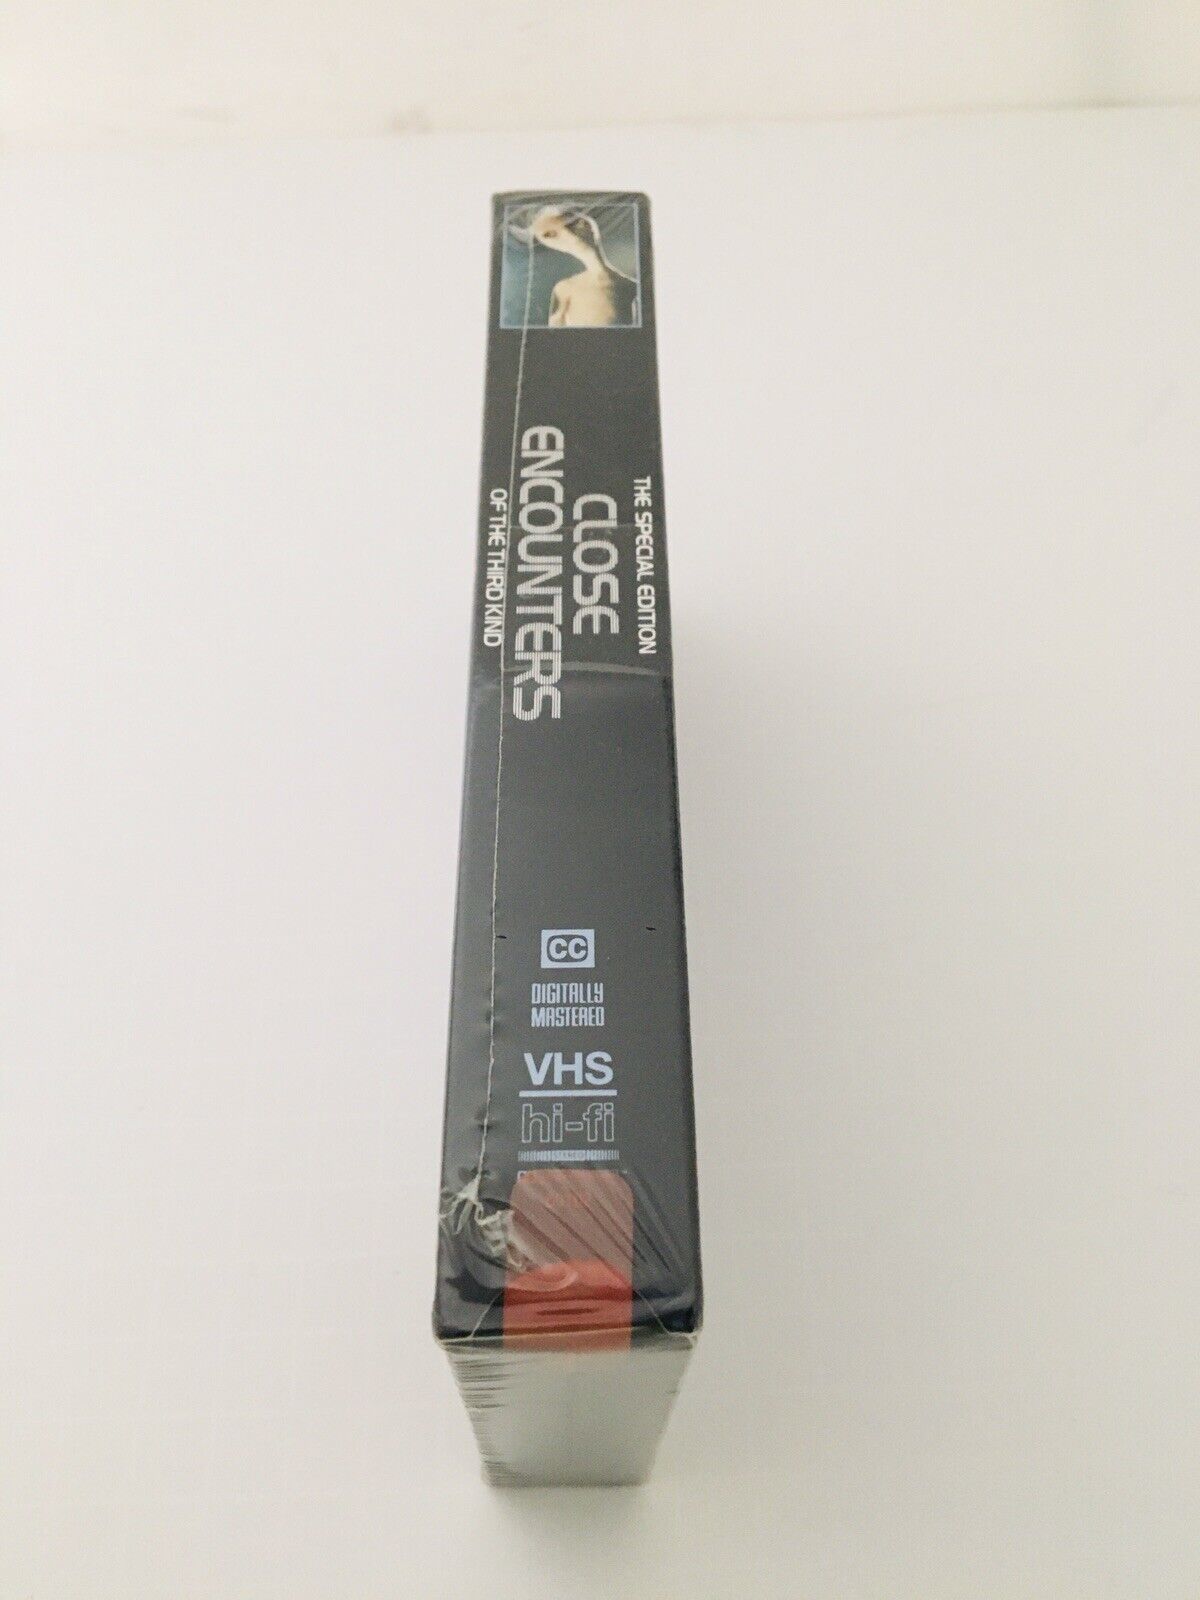 THE SPECIAL EDITION
CLOSE
ENCOUNTERS
OF THE THIRD KIND
CC
DIGITALLY
MASTERED
VHS
hi-fi